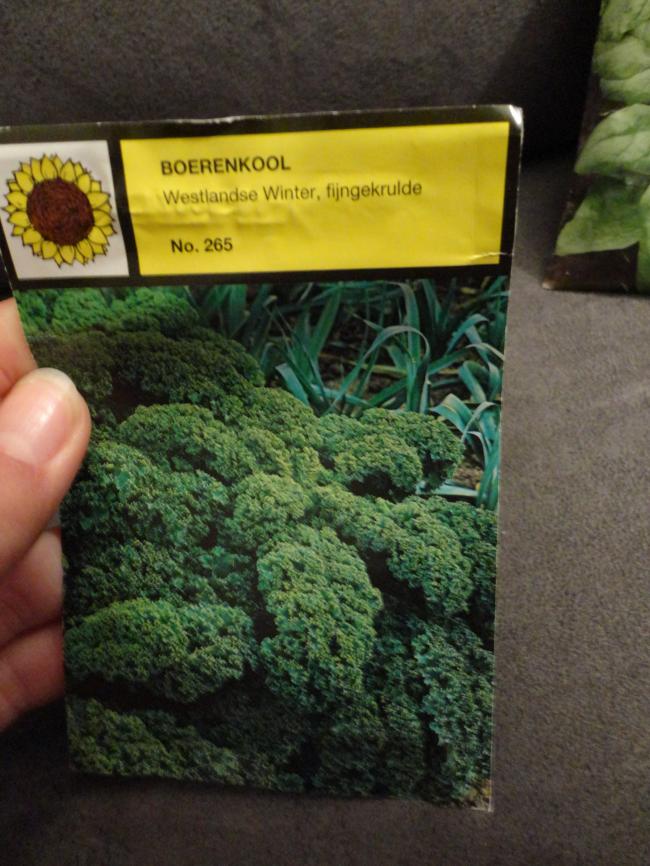 BOERENKOOL
Westlandse Winter, fijngekrulde
No. 265